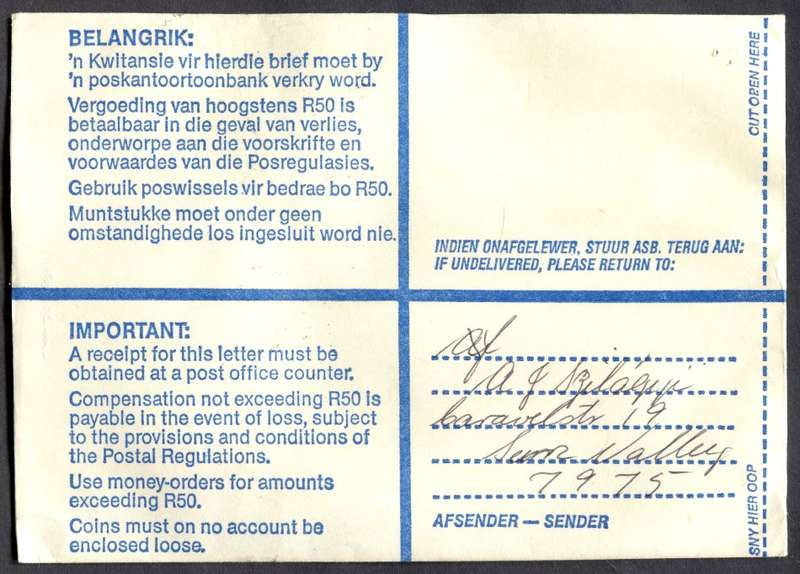 BELANGRIK:
'n Kwitansie vir hierdie brief moet by
'n poskantoortoonbank verkry word.
Vergoeding van hoogstens R50 is
betaalbaar in die geval van verlies,
onderworpe aan die voorskrifte en
voorwaardes van die Posregulasies.
Gebruik poswissels vir bedrae bo R50.
Muntstukke moet onder geen
omstandighede los ingesluit word nie.
CUT OPEN HERE
INDIEN ONAFGELEWER, STUUR ASB. TERUG AAN:
IF UNDELIVERED, PLEASE RETURN TO:
IMPORTANT:
A receipt for this letter must be
obtained at a post office counter.
Compensation not exceeding R50 is
payable in the event of loss, subject
to the provisions and conditions of
the Postal Regulations.
Use money-orders for amounts
exceeding R50.
Coins must on no account be
enclosed loose.
A J Szilágyi
Caravelstr 19
Sunn Valley
7975
AFSENDER — SENDER
SNY HIER OOP